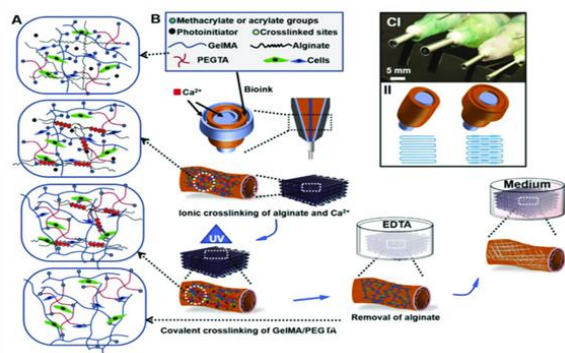 A
B
Methacrylate or acrylate groups
Photoinitiator
Crosslinked sites
GelMA
Alginate
PEGTA
Cells
CI
5 mm
II
Bioink
Ca²⁺
Ionic crosslinking of alginate and Ca²⁺
UV
EDTA
Medium
Removal of alginate
Covalent crosslinking of GelMA/PEGTA